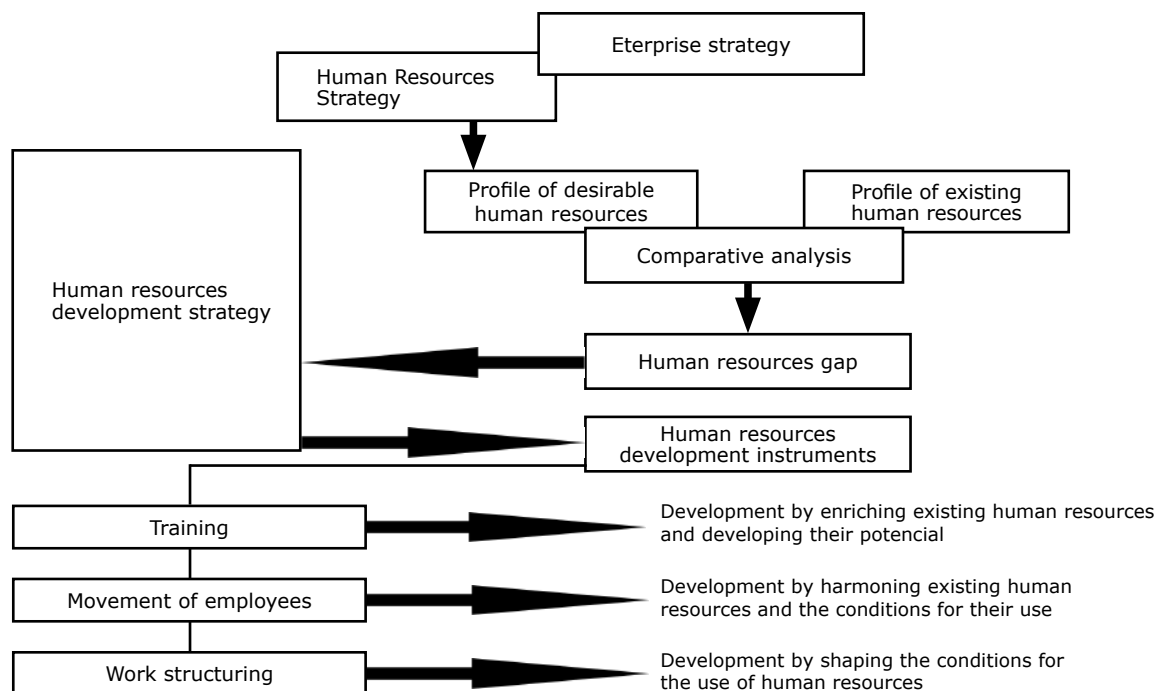 Eterprise strategy
Human Resources
Strategy
Profile of desirable
human resources
Profile of existing
human resources
Comparative analysis
Human resources
development strategy
Human resources gap
Human resources
development instruments
Training
Development by enriching existing human resources
and developing their potencial
Movement of employees
Development by harmoning existing human
resources and the conditions for their use
Work structuring
Development by shaping the conditions for
the use of human resources